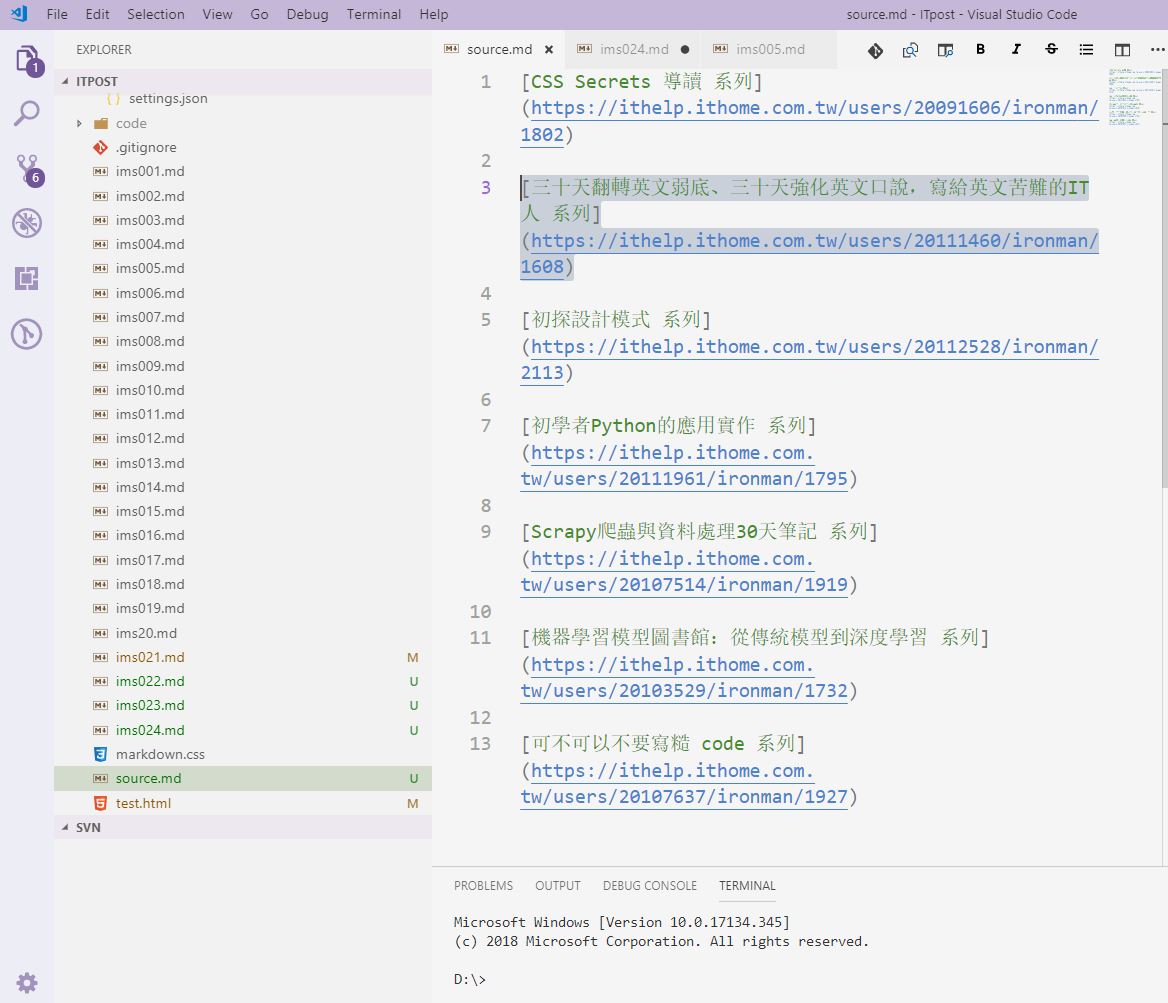 File Edit Selection View Go Debug Terminal Help source.md - ITpost - Visual Studio Code
1
6
EXPLORER
ITPOST
settings.json
code
.gitignore
ims001.md
ims002.md
ims003.md
ims004.md
ims005.md
ims006.md
ims007.md
ims008.md
ims009.md
ims010.md
ims011.md
ims012.md
ims013.md
ims014.md
ims015.md
ims016.md
ims017.md
ims018.md
ims019.md
ims20.md
ims021.md M
ims022.md U
ims023.md U
ims024.md U
markdown.css
source.md U
test.html M
SVN
source.md ims024.md ims005.md
1 [CSS Secrets 導讀 系列]
(https://ithelp.ithome.com.tw/users/20091606/ironman/
1802)
2
3 [三十天翻轉英文弱底、三十天強化英文口說，寫給英文苦難的IT
人 系列]
(https://ithelp.ithome.com.tw/users/20111460/ironman/
1608)
4
5 [初探設計模式 系列]
(https://ithelp.ithome.com.tw/users/20112528/ironman/
2113)
6
7 [初學者Python的應用實作 系列]
(https://ithelp.ithome.com.
tw/users/20111961/ironman/1795)
8
9 [Scrapy爬蟲與資料處理30天筆記 系列]
(https://ithelp.ithome.com.
tw/users/20107514/ironman/1919)
10
11 [機器學習模型圖書館：從傳統模型到深度學習 系列]
(https://ithelp.ithome.com.
tw/users/20103529/ironman/1732)
12
13 [可不可以不要寫糙 code 系列]
(https://ithelp.ithome.com.
tw/users/20107637/ironman/1927)
PROBLEMS OUTPUT DEBUG CONSOLE TERMINAL
Microsoft Windows [Version 10.0.17134.345]
(c) 2018 Microsoft Corporation. All rights reserved.
D:\>